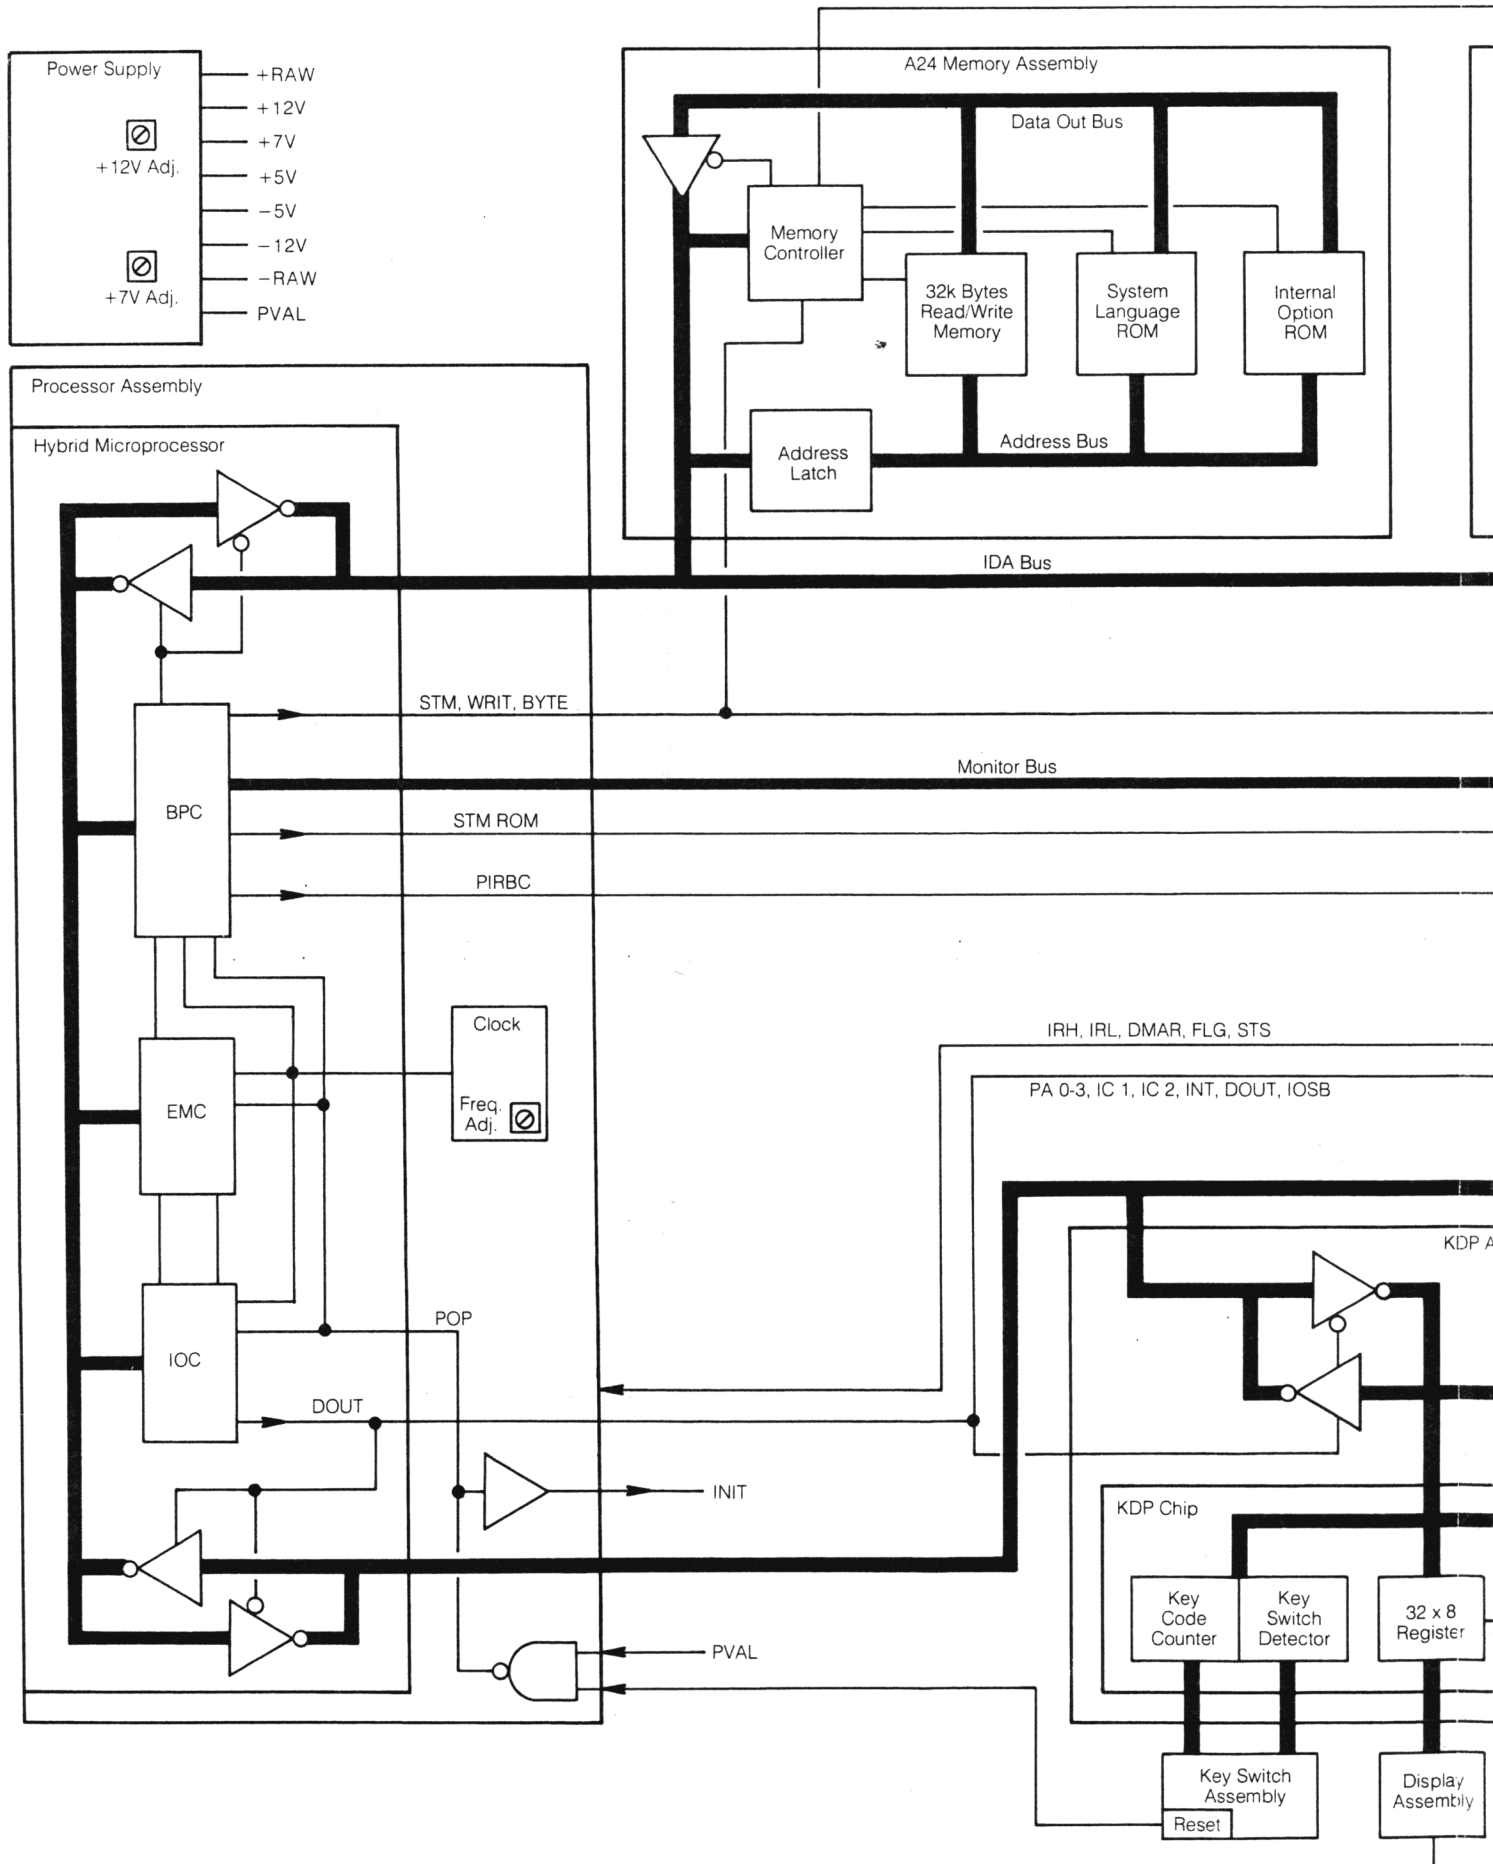 Power Supply
+RAW
+12V
+7V
+12V Adj.
+5V
−5V
−12V
+7V Adj.
−RAW
PVAL
A24 Memory Assembly
Data Out Bus
Memory
Controller
32k Bytes
Read/Write
Memory
System
Language
ROM
Internal
Option
ROM
Address
Latch
Address Bus
IDA Bus
Processor Assembly
Hybrid Microprocessor
STM, WRIT, BYTE
Monitor Bus
BPC
STM ROM
PIRBC
Clock
Freq.
Adj.
EMC
IRH, IRL, DMAR, FLG, STS
PA 0-3, IC 1, IC 2, INT, DOUT, IOSB
KDP A
POP
IOC
DOUT
INIT
KDP Chip
Key
Code
Counter
Key
Switch
Detector
32 x 8
Register
PVAL
Key Switch
Assembly
Reset
Display
Assembly